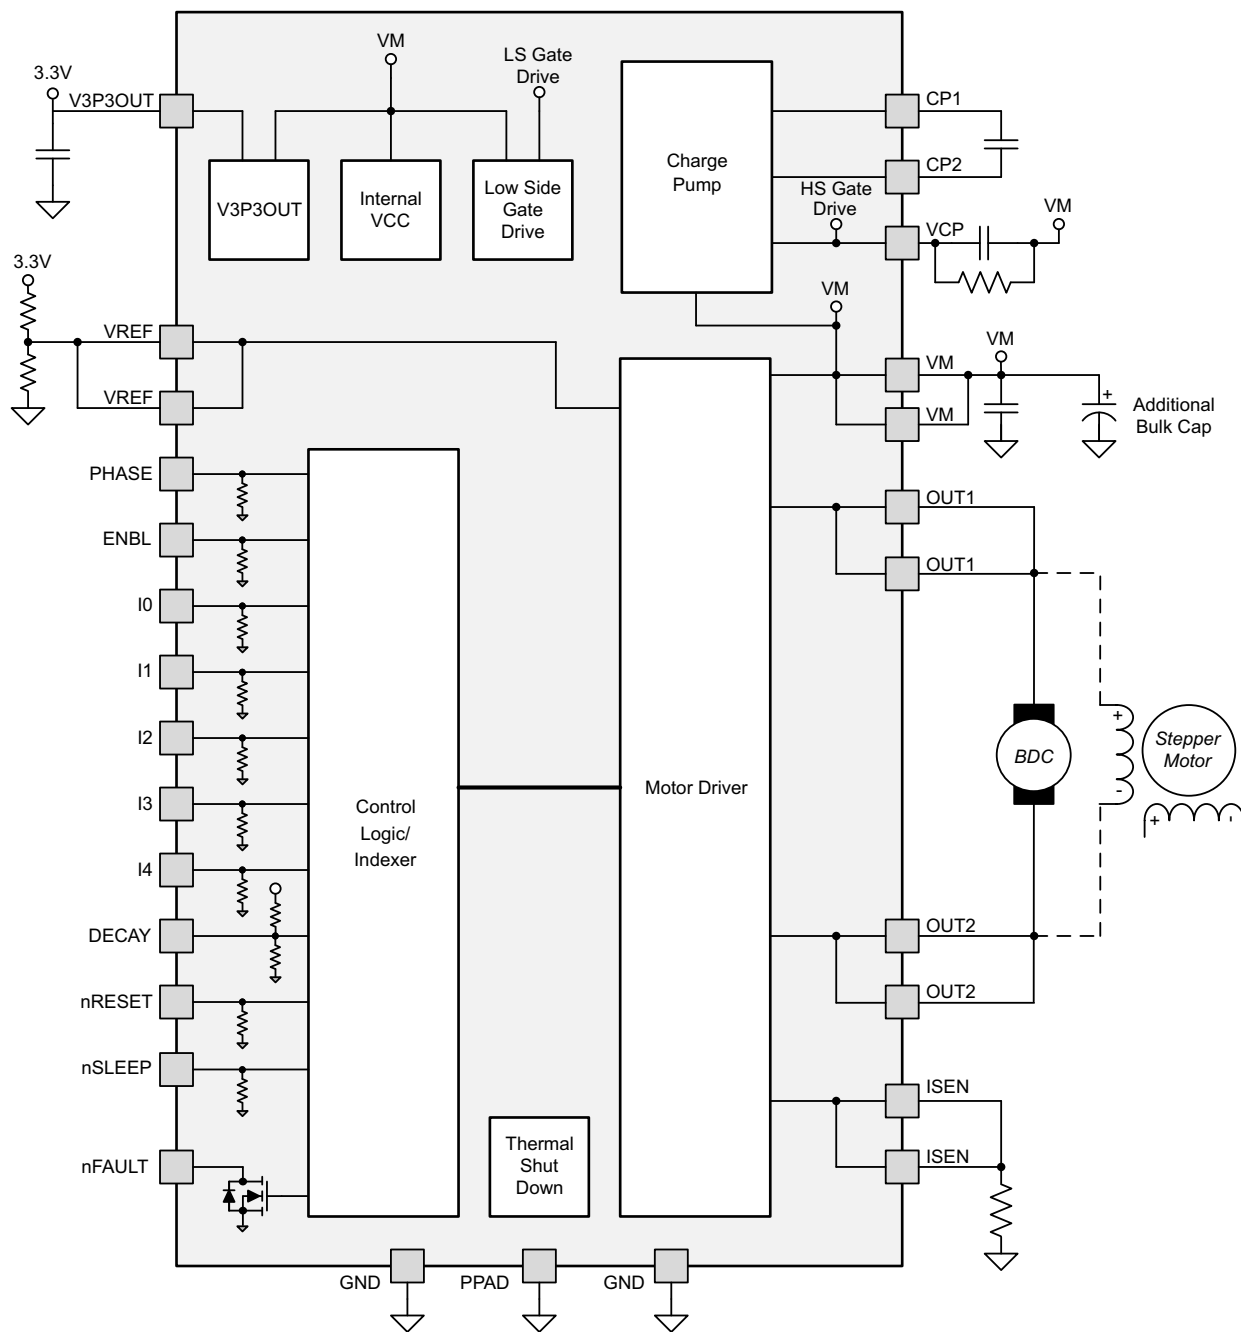 VM
LS Gate
Drive
3.3V
V3P3OUT
CP1
Charge
Pump
CP2
V3P3OUT
Internal
VCC
Low Side
Gate
Drive
HS Gate
Drive
VCP
VM
3.3V
VM
VREF
VM
VM
+
Additional
Bulk Cap
VREF
VM
PHASE
OUT1
ENBL
OUT1
I0
I1
I2
+
Stepper
Motor
BDC
-
Motor Driver
I3
Control
Logic/
Indexer
+
-
I4
DECAY
OUT2
nRESET
OUT2
nSLEEP
ISEN
Thermal
Shut
Down
nFAULT
ISEN
GND
PPAD
GND